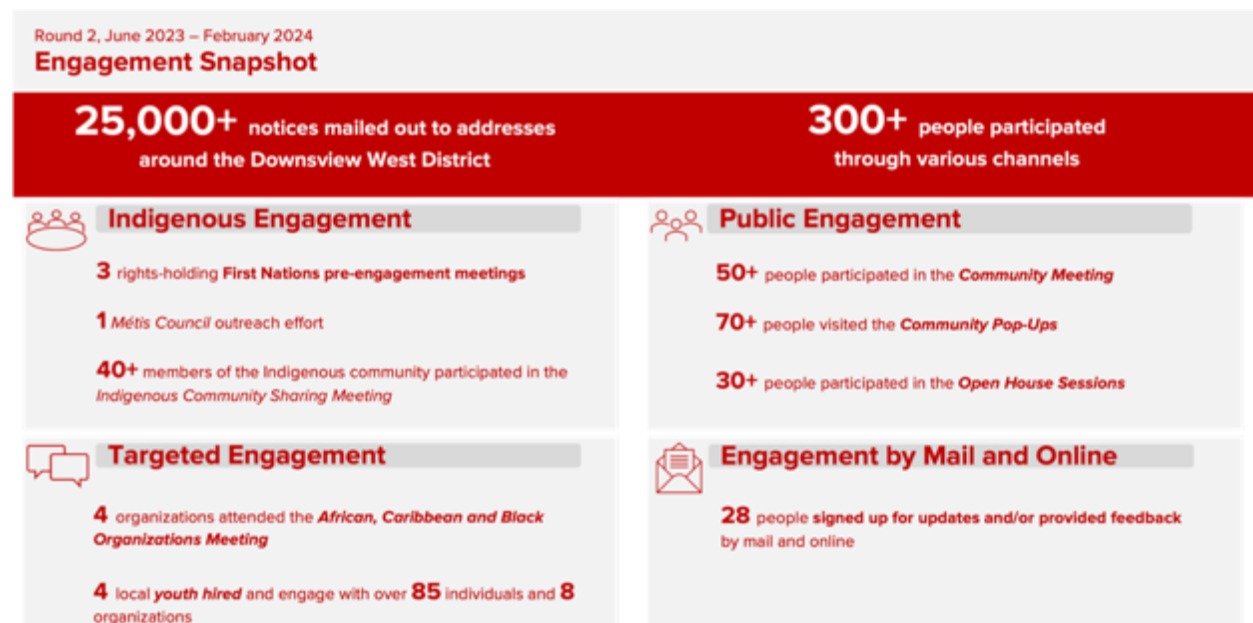 Round 2, June 2023 – February 2024
Engagement Snapshot
25,000+ notices mailed out to addresses
around the Downsview West District
300+ people participated
through various channels
Indigenous Engagement
3 rights-holding First Nations pre-engagement meetings
1 Métis Council outreach effort
40+ members of the Indigenous community participated in the
Indigenous Community Sharing Meeting
Public Engagement
50+ people participated in the Community Meeting
70+ people visited the Community Pop-Ups
30+ people participated in the Open House Sessions
Targeted Engagement
4 organizations attended the African, Caribbean and Black
Organizations Meeting
4 local youth hired and engage with over 85 individuals and 8
organizations
Engagement by Mail and Online
28 people signed up for updates and/or provided feedback
by mail and online